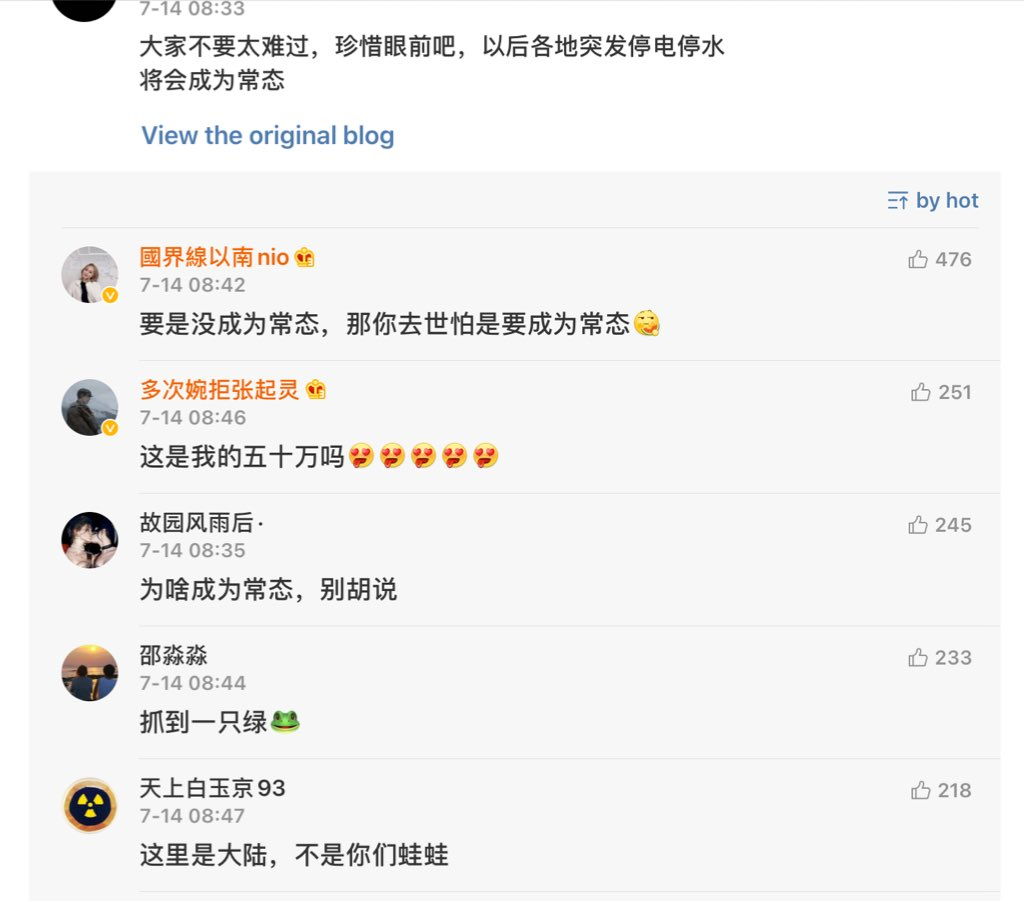 7-14 08:33
大家不要太难过，珍惜眼前吧，以后各地突发停电停水
将会成为常态
View the original blog
by hot
國界線以南nio
476
7-14 08:42
要是没成为常态，那你去世怕是要成为常态
多次婉拒张起灵
251
7-14 08:46
这是我的五十万吗
故园风雨后·
245
7-14 08:35
为啥成为常态，别胡说
邵淼淼
233
7-14 08:44
抓到一只绿🐸
天上白玉京93
218
7-14 08:47
这里是大陆，不是你们蛙蛙